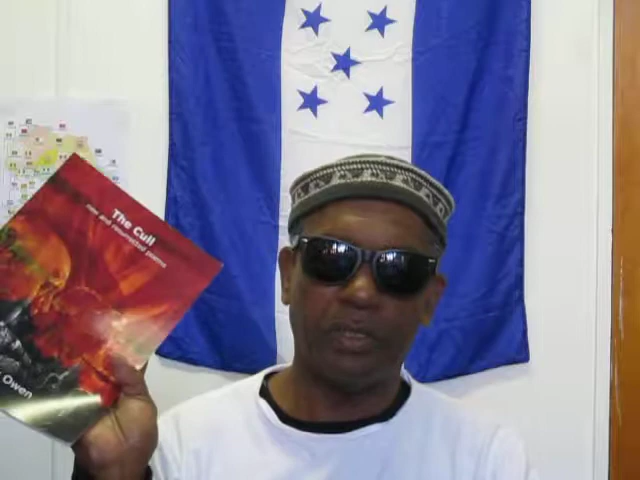 The Cull
new and resurrected poems
Owen